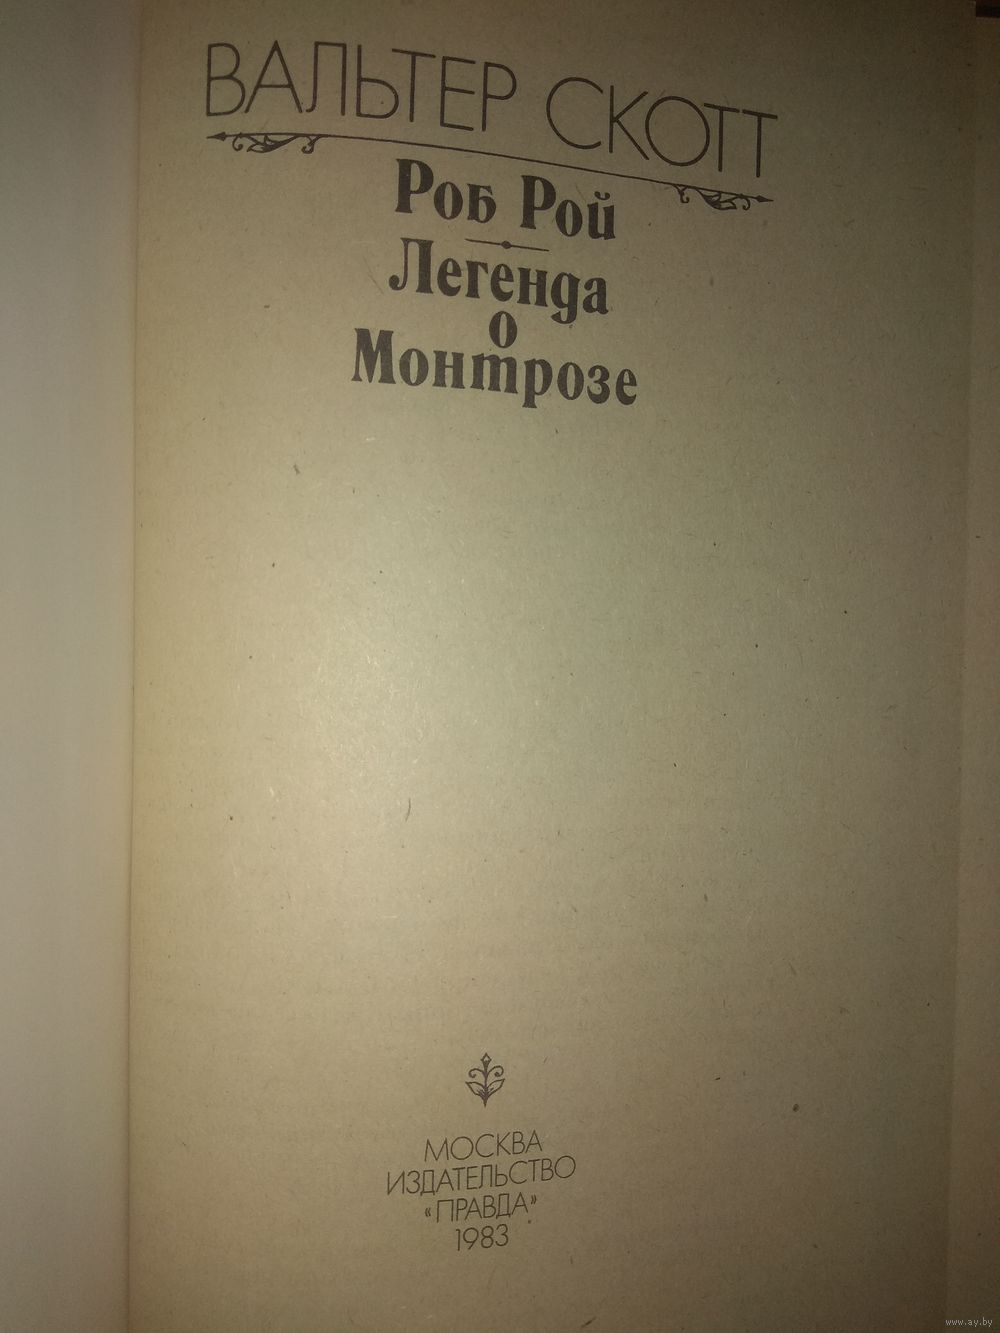 ВАЛЬТЕР СКОТТ
Роб Рой
Легенда
о
Монтрозе
МОСКВА
ИЗДАТЕЛЬСТВО
«ПРАВДА»
1983
www.ay.by